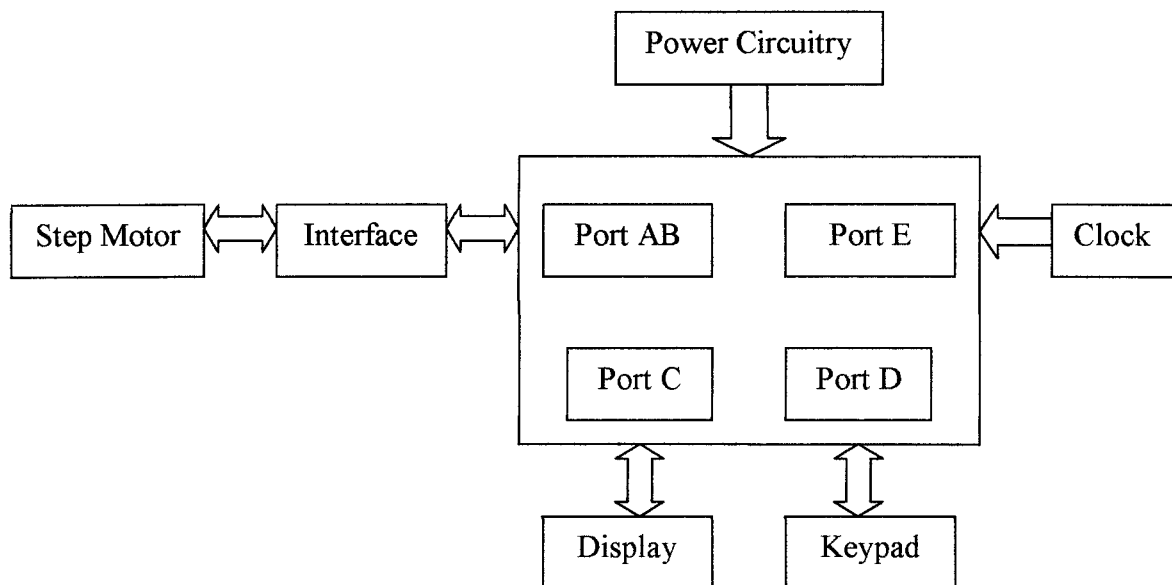 Power Circuitry
Step Motor
Interface
Port AB
Port E
Clock
Port C
Port D
Display
Keypad